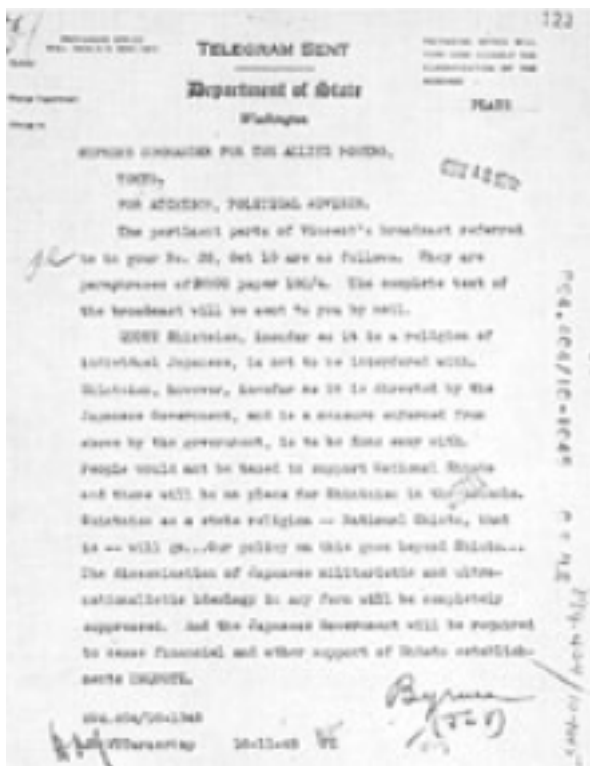 122
TELEGRAM SENT
Department of State
Washington
PLAIN
SUPREME COMMANDER FOR THE ALLIED POWERS,
TOKYO,
FOR ATCHESON, POLITICAL ADVISER.
The pertinent parts of Vincent's broadcast referred
to in your No. Oct are as follows. They are
paraphrases of paper The complete text of
the broadcast will be sent to you by mail.
QUOTE Shintoism, insofar as it is a religion of
individual Japanese, is not to be interfered with.
Shintoism, however, insofar as it is directed by the
Japanese Government, and is a measure enforced from
above by the government, is to be done away with.
People would not be taxed to support National Shinto
and there will be no place for Shintoism in the schools.
Shintoism as a state religion -- National Shinto, that
is -- will go...Our policy on this goes beyond Shinto...
The dissemination of Japanese militaristic and ultra-
nationalistic ideology in any form will be completely
suppressed. And the Japanese Government will be required
to cease financial and other support of Shinto establish-
ments UNQUOTE.
Byrnes